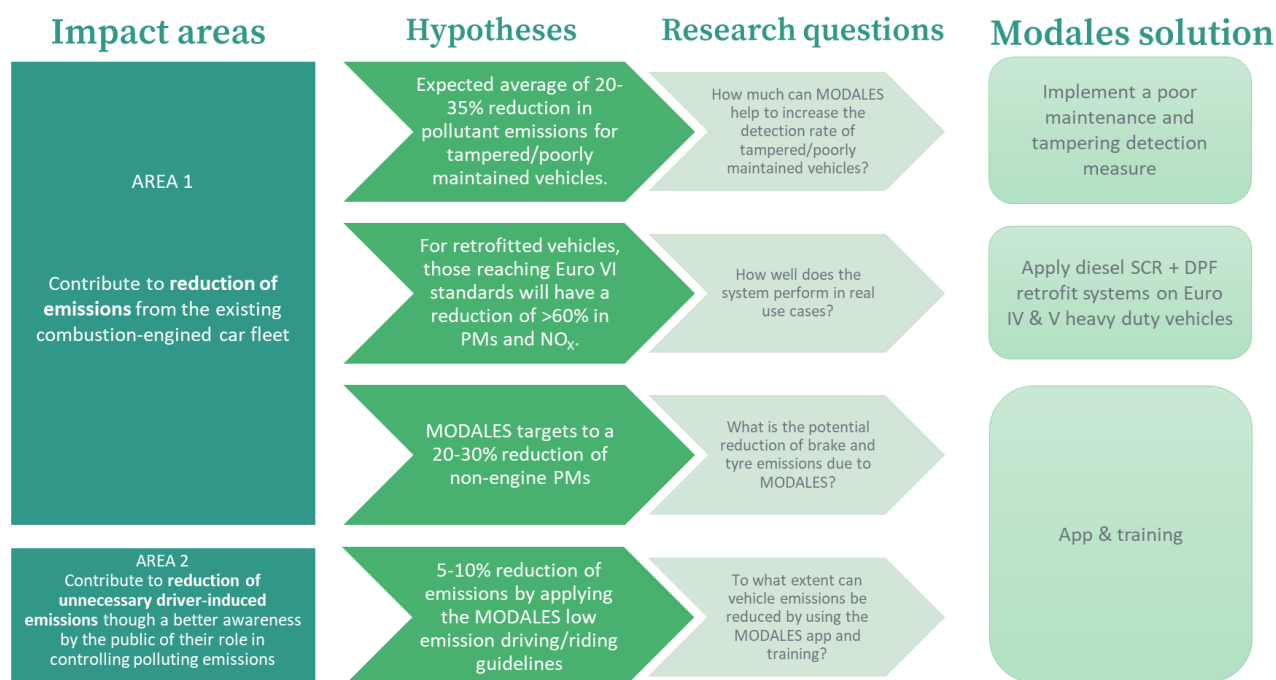 Impact areas
Hypotheses
Research questions
Modales solution
AREA 1
Contribute to reduction of
emissions from the existing
combustion-engined car fleet
Expected average of 20-
35% reduction in
pollutant emissions for
tampered/poorly
maintained vehicles.
How much can MODALES
help to increase the
detection rate of
tampered/poorly
maintained vehicles?
Implement a poor
maintenance and
tampering detection
measure
For retrofitted vehicles,
those reaching Euro VI
standards will have a
reduction of >60% in
PMs and NOX.
How well does the
system perform in real
use cases?
Apply diesel SCR + DPF
retrofit systems on Euro
IV & V heavy duty vehicles
MODALES targets to a
20-30% reduction of
non-engine PMs
What is the potential
reduction of brake and
tyre emissions due to
MODALES?
App & training
AREA 2
Contribute to reduction of
unnecessary driver-induced
emissions though a better awareness
by the public of their role in
controlling polluting emissions
5-10% reduction of
emissions by applying
the MODALES low
emission driving/riding
guidelines
To what extent can
vehicle emissions be
reduced by using the
MODALES app and
training?